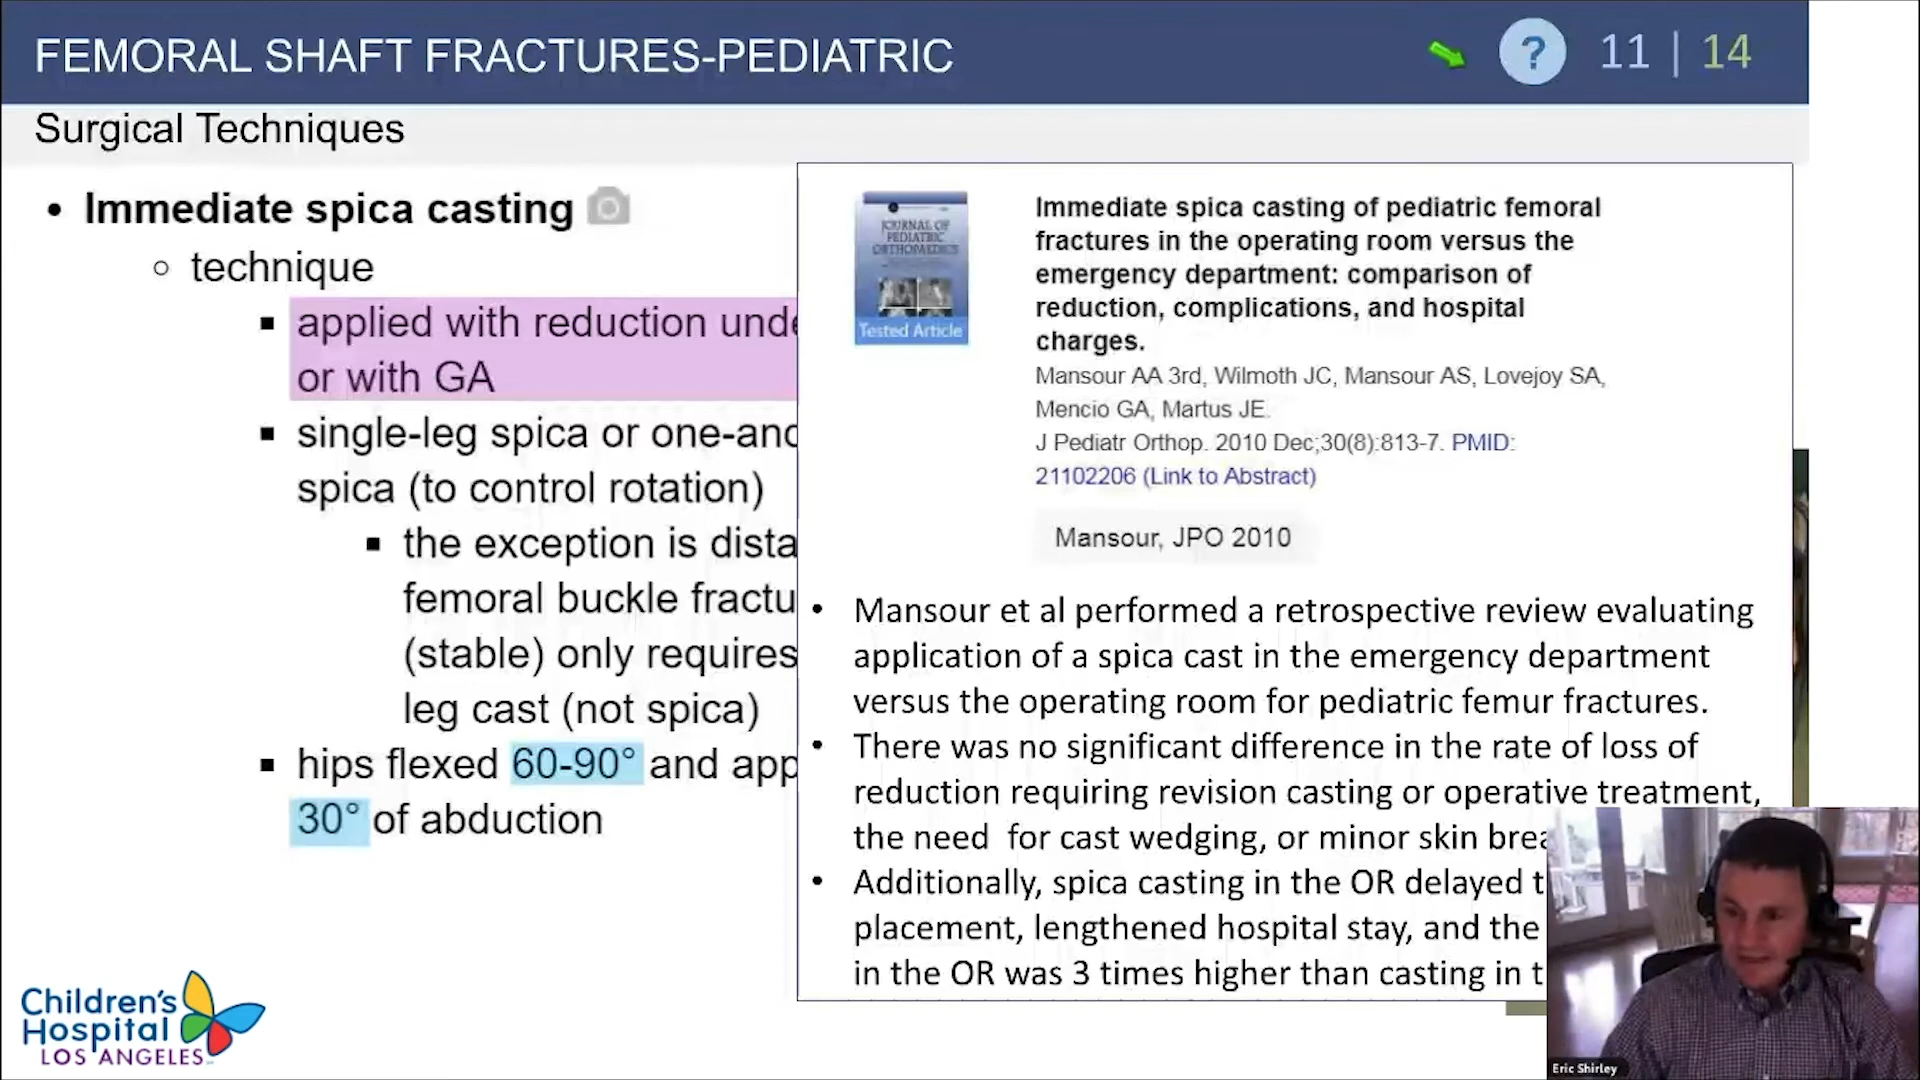 FEMORAL SHAFT FRACTURES-PEDIATRIC
? 11 | 14
Surgical Techniques
• Immediate spica casting
○ technique
▪ applied with reduction unde
or with GA
▪ single-leg spica or one-and
spica (to control rotation)
▪ the exception is dista
femoral buckle fractu
(stable) only requires
leg cast (not spica)
▪ hips flexed 60-90° and app
30° of abduction
JOURNAL OF
PEDIATRIC
ORTHOPAEDICS
Tested Article
Immediate spica casting of pediatric femoral
fractures in the operating room versus the
emergency department: comparison of
reduction, complications, and hospital
charges.
Mansour AA 3rd, Wilmoth JC, Mansour AS, Lovejoy SA,
Mencio GA, Martus JE.
J Pediatr Orthop. 2010 Dec;30(8):813-7. PMID:
21102206 (Link to Abstract)
Mansour, JPO 2010
• Mansour et al performed a retrospective review evaluating
application of a spica cast in the emergency department
versus the operating room for pediatric femur fractures.
• There was no significant difference in the rate of loss of
reduction requiring revision casting or operative treatment,
the need for cast wedging, or minor skin brea
• Additionally, spica casting in the OR delayed t
placement, lengthened hospital stay, and the
in the OR was 3 times higher than casting in t
Children's
Hospital
LOS ANGELES
Eric Shirley